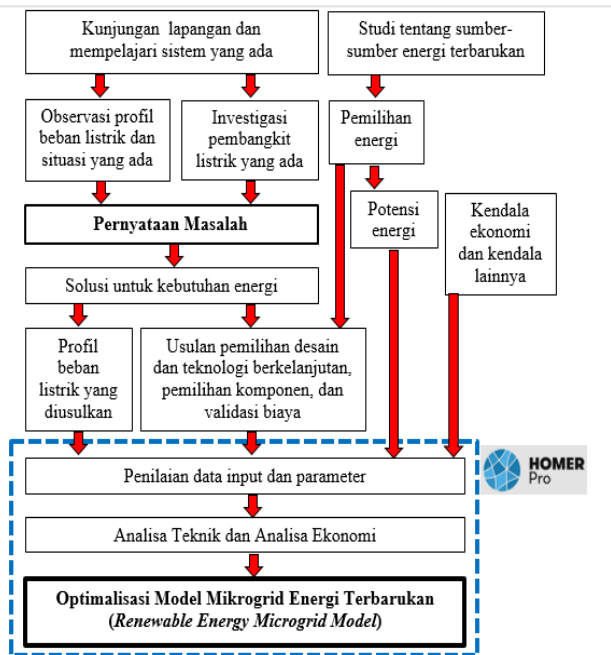 Kunjungan lapangan dan
mempelajari sistem yang ada
Studi tentang sumber-
sumber energi terbarukan
Observasi profil
beban listrik dan
situasi yang ada
Investigasi
pembangkit
listrik yang ada
Pemilihan
energi
Potensi
energi
Kendala
ekonomi
dan kendala
lainnya
Pernyataan Masalah
Solusi untuk kebutuhan energi
Profil
beban
listrik yang
diusulkan
Usulan pemilihan desain
dan teknologi berkelanjutan,
pemilihan komponen, dan
validasi biaya
Penilaian data input dan parameter
HOMER
Pro
Analisa Teknik dan Analisa Ekonomi
Optimalisasi Model Mikrogrid Energi Terbarukan
(Renewable Energy Microgrid Model)